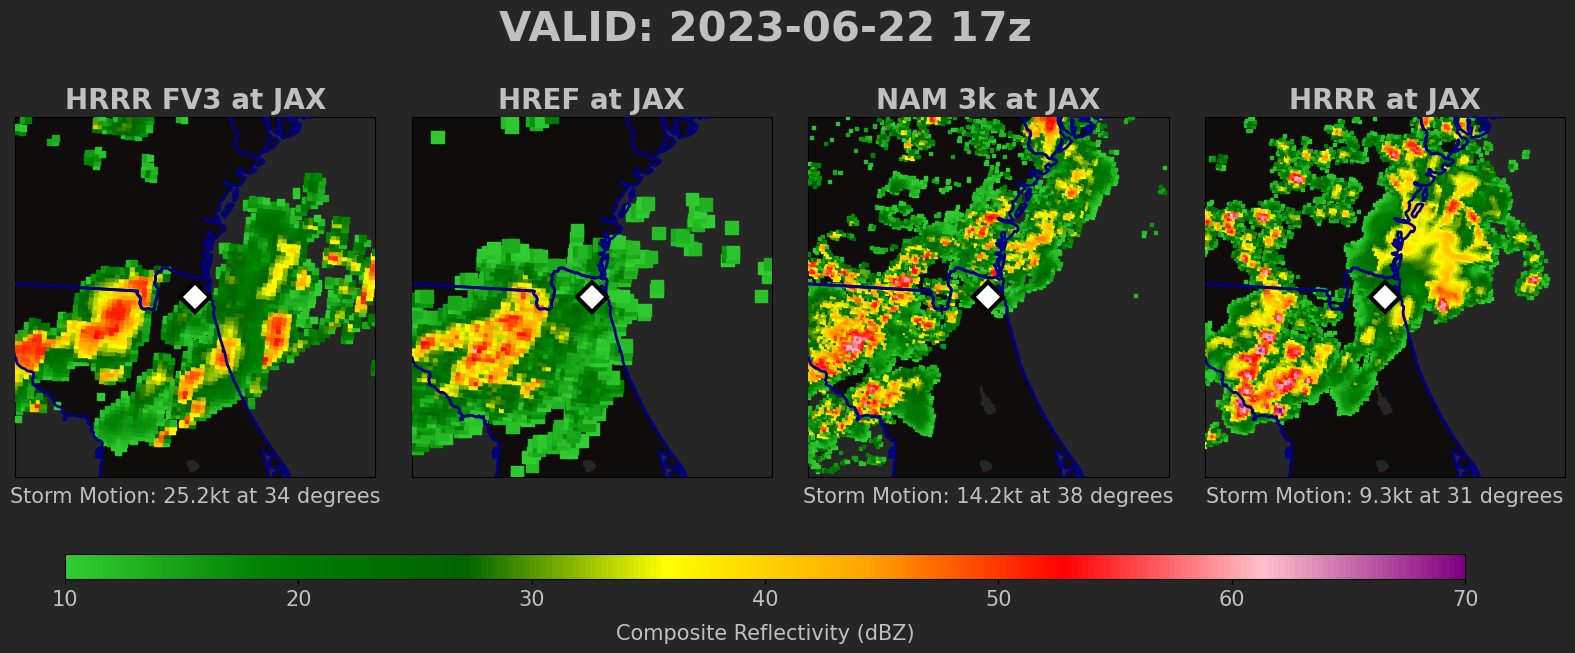 VALID: 2023-06-22 17z
HRRR FV3 at JAX
HREF at JAX
NAM 3k at JAX
HRRR at JAX
Storm Motion: 25.2kt at 34 degrees
Storm Motion: 14.2kt at 38 degrees
Storm Motion: 9.3kt at 31 degrees
10 20 30 40 50 60 70
Composite Reflectivity (dBZ)